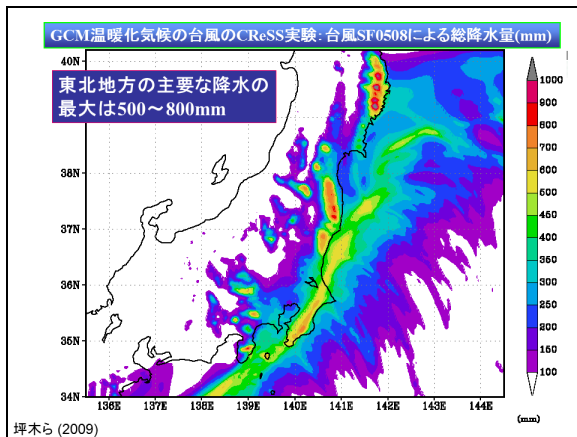 GCM温暖化気候の台風のCReSS実験:台風SF0508による総降水量(mm)
東北地方の主要な降水の
最大は500~800mm
40N
38N
37N
36N
35N
34N
136E 137E 138E 139E 140E 141E 142E 143E 144E
1000
900
800
700
600
500
450
400
350
300
250
200
150
100
(mm)
坪木ら (2009)